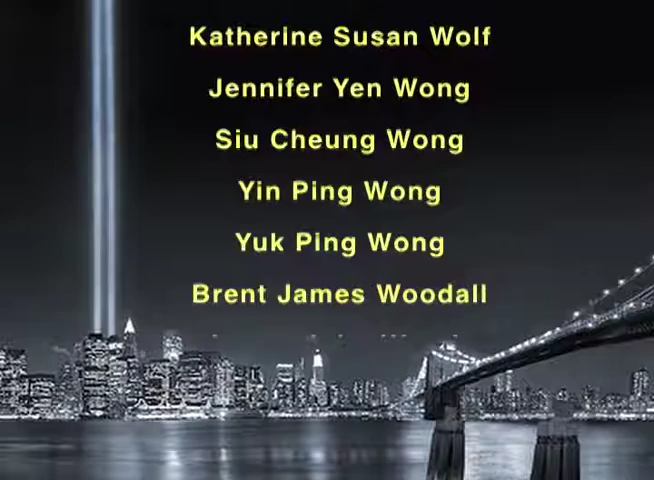 Katherine Susan Wolf
Jennifer Yen Wong
Siu Cheung Wong
Yin Ping Wong
Yuk Ping Wong
Brent James Woodall